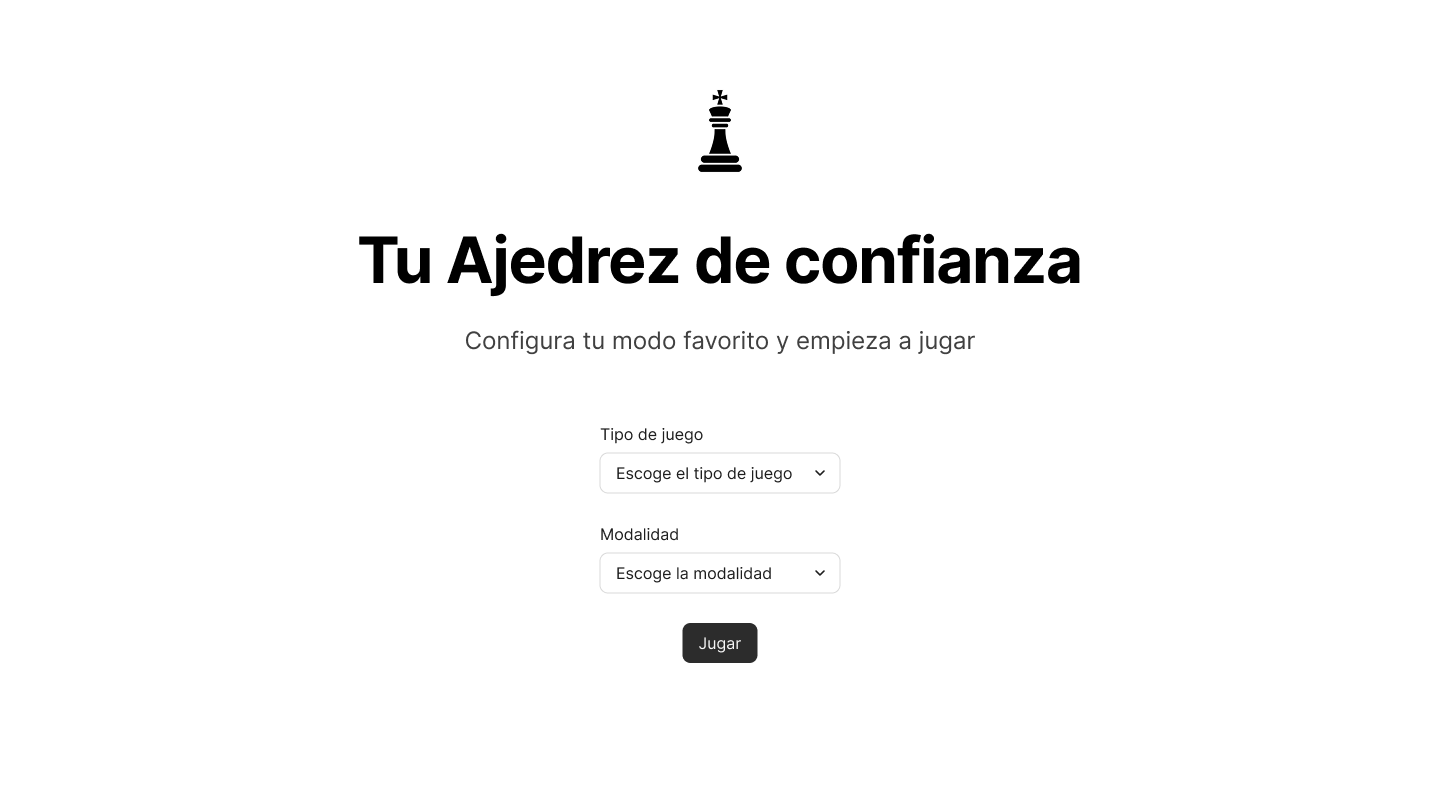 Tu Ajedrez de confianza
Configura tu modo favorito y empieza a jugar
Tipo de juego
Escoge el tipo de juego
Modalidad
Escoge la modalidad
Jugar